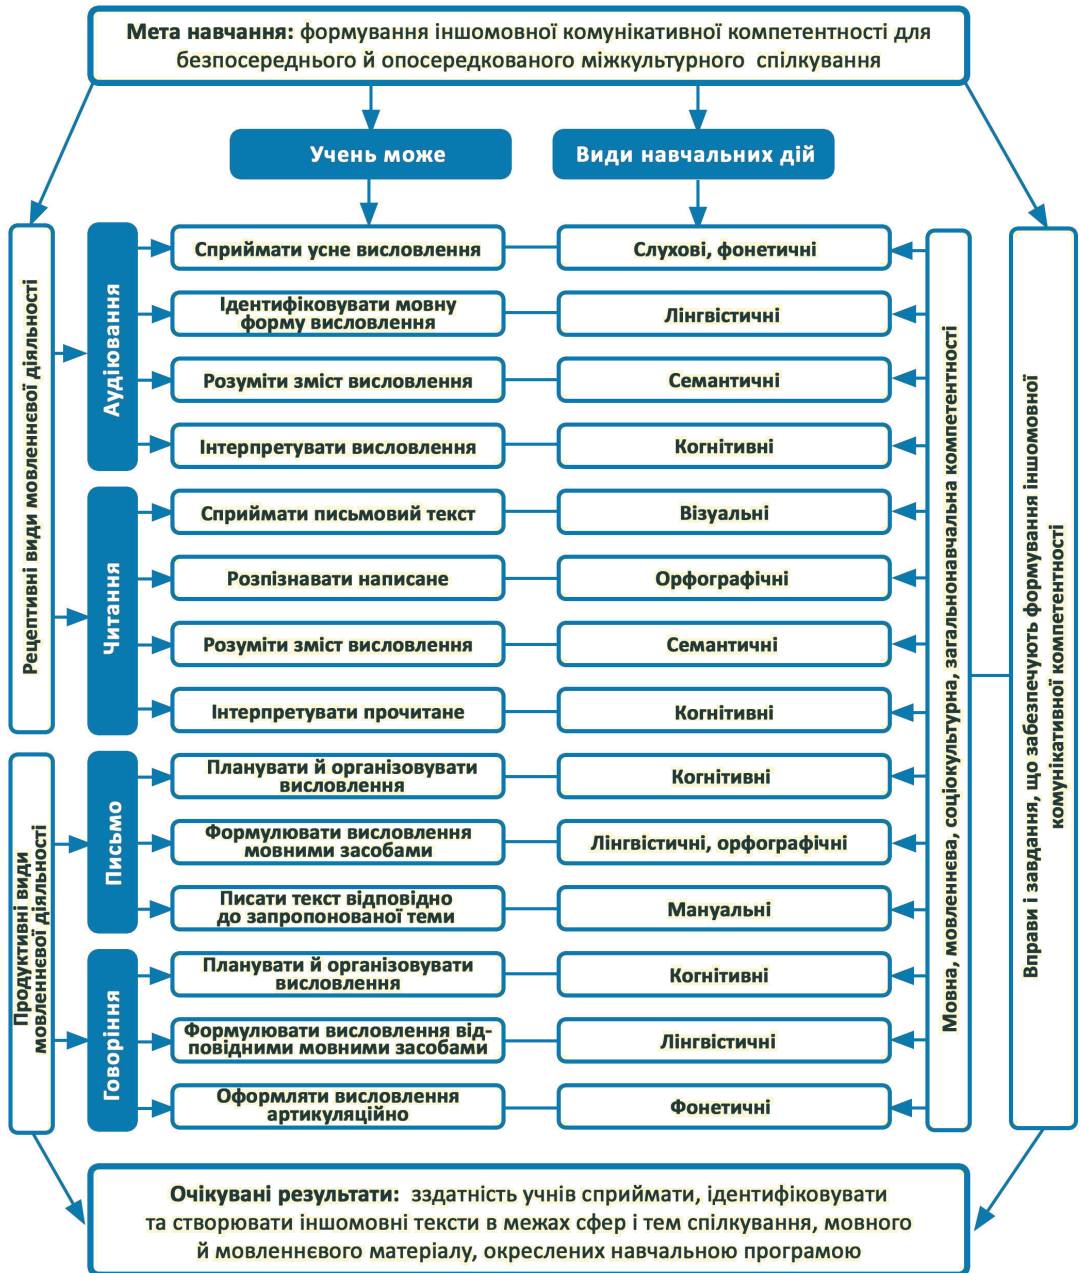 Мета навчання: формування іншомовної комунікативної компетентності для
безпосереднього й опосередкованого міжкультурного спілкування
Учень може
Види навчальних дій
Рецептивні види мовленнєвої діяльності
Аудіювання
Сприймати усне висловлення
Слухові, фонетичні
Ідентифіковувати мовну
форму висловлення
Лінгвістичні
Розуміти зміст висловлення
Семантичні
Інтерпретувати висловлення
Когнітивні
Читання
Сприймати письмовий текст
Візуальні
Розпізнавати написане
Орфографічні
Розуміти зміст висловлення
Семантичні
Інтерпретувати прочитане
Когнітивні
Продуктивні види
мовленнєвої діяльності
Письмо
Планувати й організовувати
висловлення
Когнітивні
Формулювати висловлення
мовними засобами
Лінгвістичні, орфографічні
Писати текст відповідно
до запропонованої теми
Мануальні
Говоріння
Планувати й організовувати
висловлення
Когнітивні
Формулювати висловлення від-
повідними мовними засобами
Лінгвістичні
Оформляти висловлення
артикуляційно
Фонетичні
Мовна, мовленнєва, соціокультурна, загальнонавчальна компетентності
Вправи і завдання, що забезпечують формування іншомовної
комунікативної компетентності
Очікувані результати: зздатність учнів сприймати, ідентифіковувати
та створювати іншомовні тексти в межах сфер і тем спілкування, мовного
й мовленнєвого матеріалу, окреслених навчальною програмою